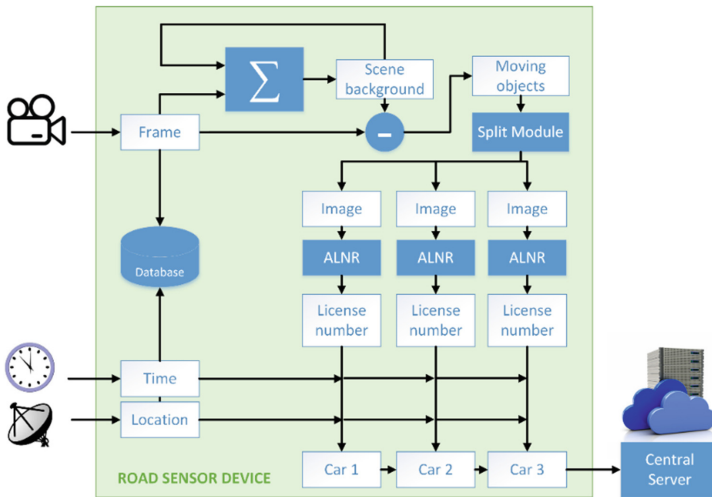 Scene
background
Moving
objects
Σ
Frame
-
Split Module
Image
Image
Image
ALNR
ALNR
ALNR
Database
License
number
License
number
License
number
Time
Location
Car 1
Car 2
Car 3
Central
Server
ROAD SENSOR DEVICE